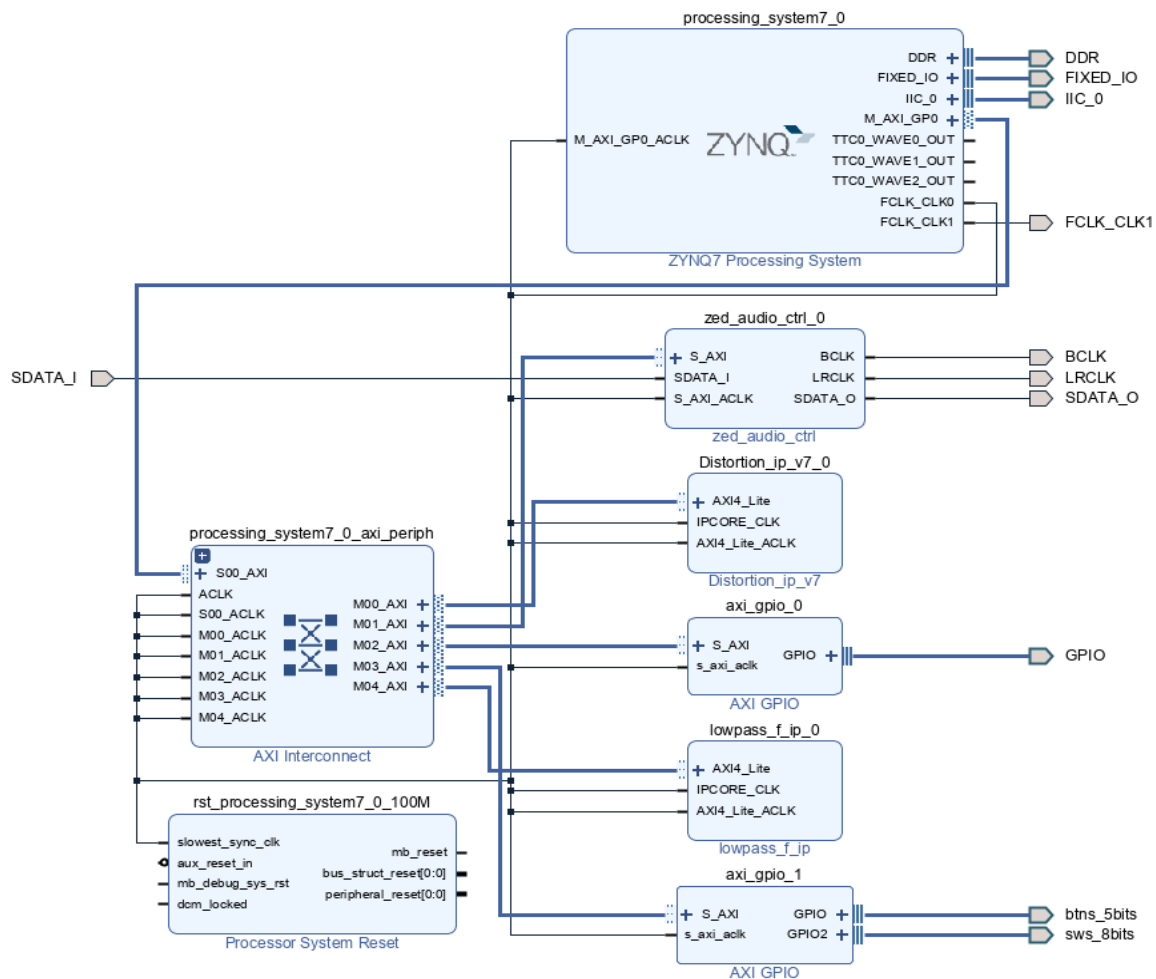 processing_system7_0
DDR
FIXED_IO
IIC_0
M_AXI_GP0
M_AXI_GP0_ACLK
ZYNQ
TTC0_WAVE0_OUT
TTC0_WAVE1_OUT
TTC0_WAVE2_OUT
FCLK_CLK0
FCLK_CLK1
ZYNQ7 Processing System
DDR
FIXED_IO
IIC_0
FCLK_CLK1
zed_audio_ctrl_0
S_AXI
SDATA_I
S_AXI_ACLK
BCLK
LRCLK
SDATA_O
zed_audio_ctrl
SDATA_I
BCLK
LRCLK
SDATA_O
Distortion_ip_v7_0
AXI4_Lite
IPCORE_CLK
AXI4_Lite_ACLK
Distortion_ip_v7
processing_system7_0_axi_periph
S00_AXI
ACLK
S00_ACLK
M00_ACLK
M01_ACLK
M02_ACLK
M03_ACLK
M04_ACLK
M00_AXI
M01_AXI
M02_AXI
M03_AXI
M04_AXI
AXI Interconnect
axi_gpio_0
S_AXI
s_axi_aclk
GPIO
AXI GPIO
GPIO
lowpass_f_ip_0
AXI4_Lite
IPCORE_CLK
AXI4_Lite_ACLK
lowpass_f_ip
rst_processing_system7_0_100M
slowest_sync_clk
aux_reset_in
mb_debug_sys_rst
dcm_locked
mb_reset
bus_struct_reset[0:0]
peripheral_reset[0:0]
Processor System Reset
axi_gpio_1
S_AXI
s_axi_aclk
GPIO
GPIO2
AXI GPIO
btns_5bits
sws_8bits